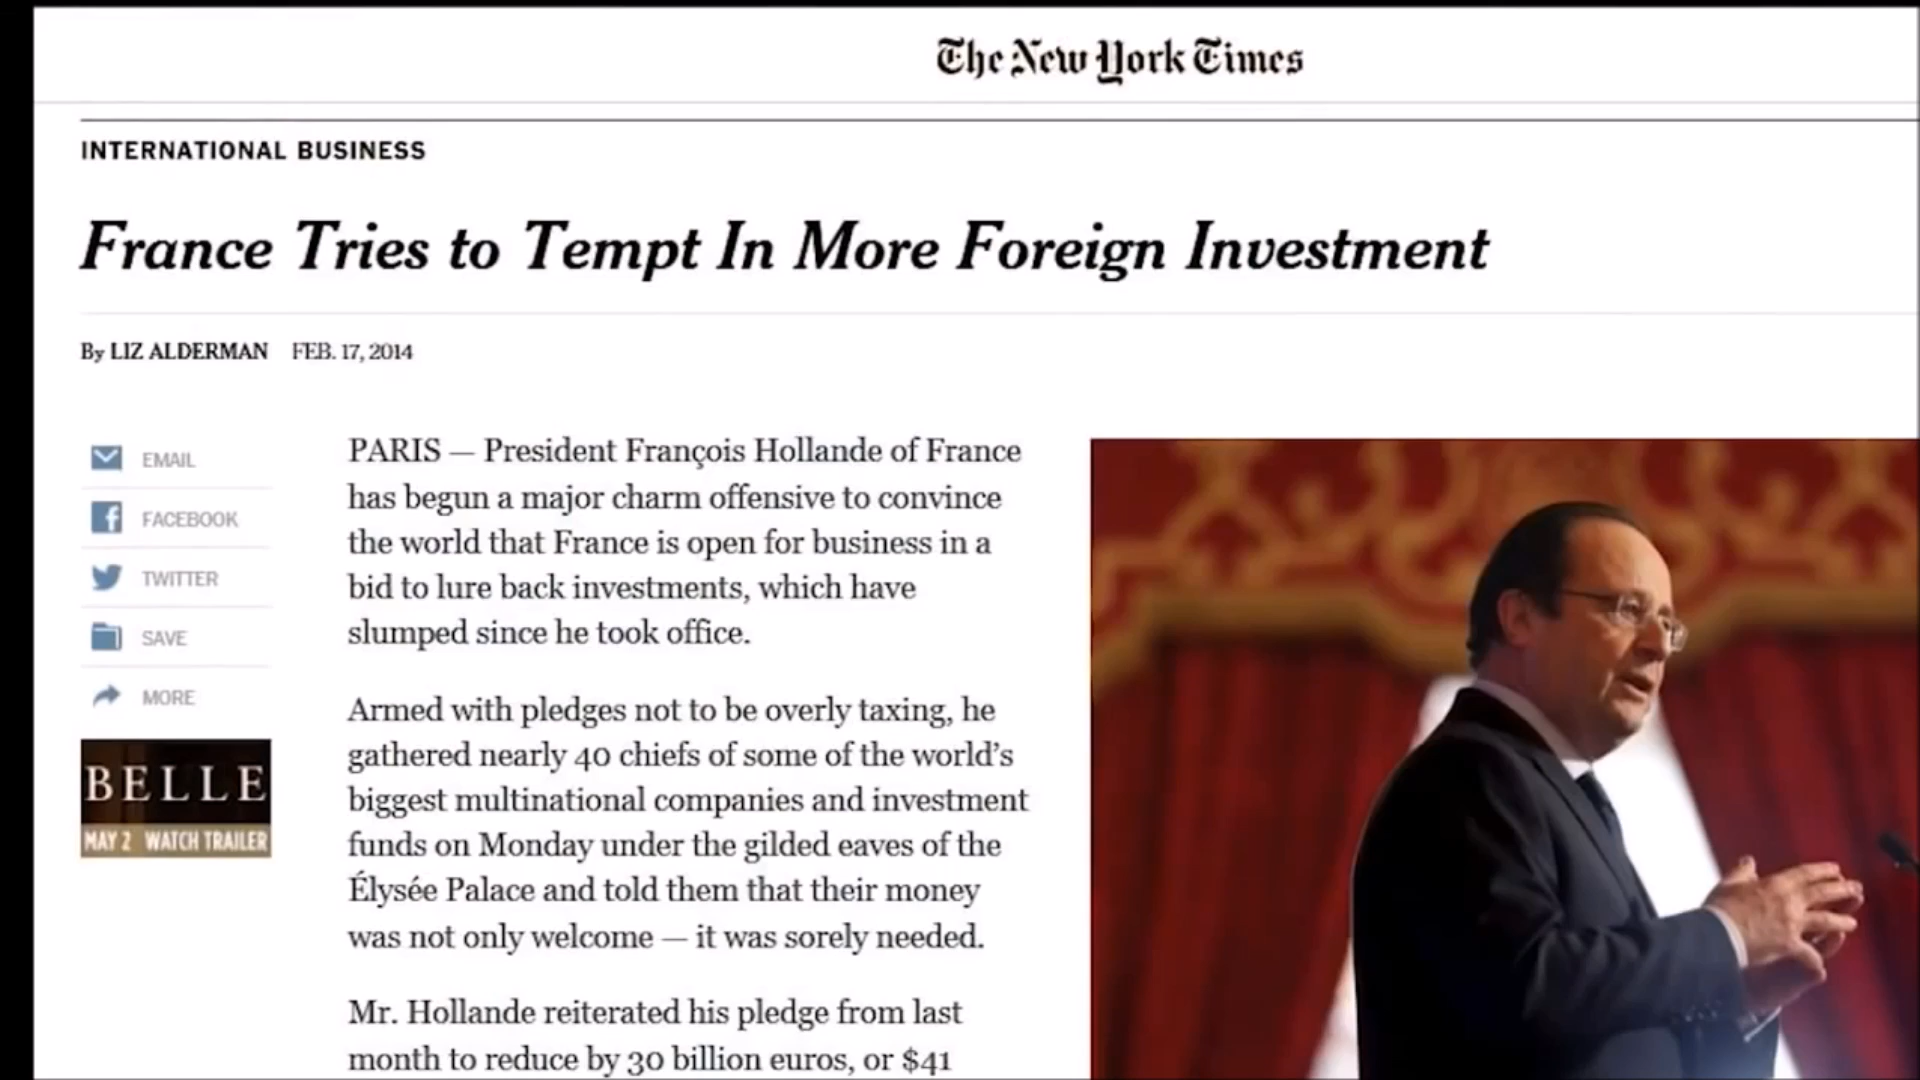 The New York Times
INTERNATIONAL BUSINESS
France Tries to Tempt In More Foreign Investment
By LIZ ALDERMAN FEB. 17, 2014
EMAIL
FACEBOOK
TWITTER
SAVE
MORE
BELLE
MAY 2 WATCH TRAILER
PARIS — President François Hollande of France
has begun a major charm offensive to convince
the world that France is open for business in a
bid to lure back investments, which have
slumped since he took office.
Armed with pledges not to be overly taxing, he
gathered nearly 40 chiefs of some of the world's
biggest multinational companies and investment
funds on Monday under the gilded eaves of the
Élysée Palace and told them that their money
was not only welcome — it was sorely needed.
Mr. Hollande reiterated his pledge from last
month to reduce by 30 billion euros, or $41